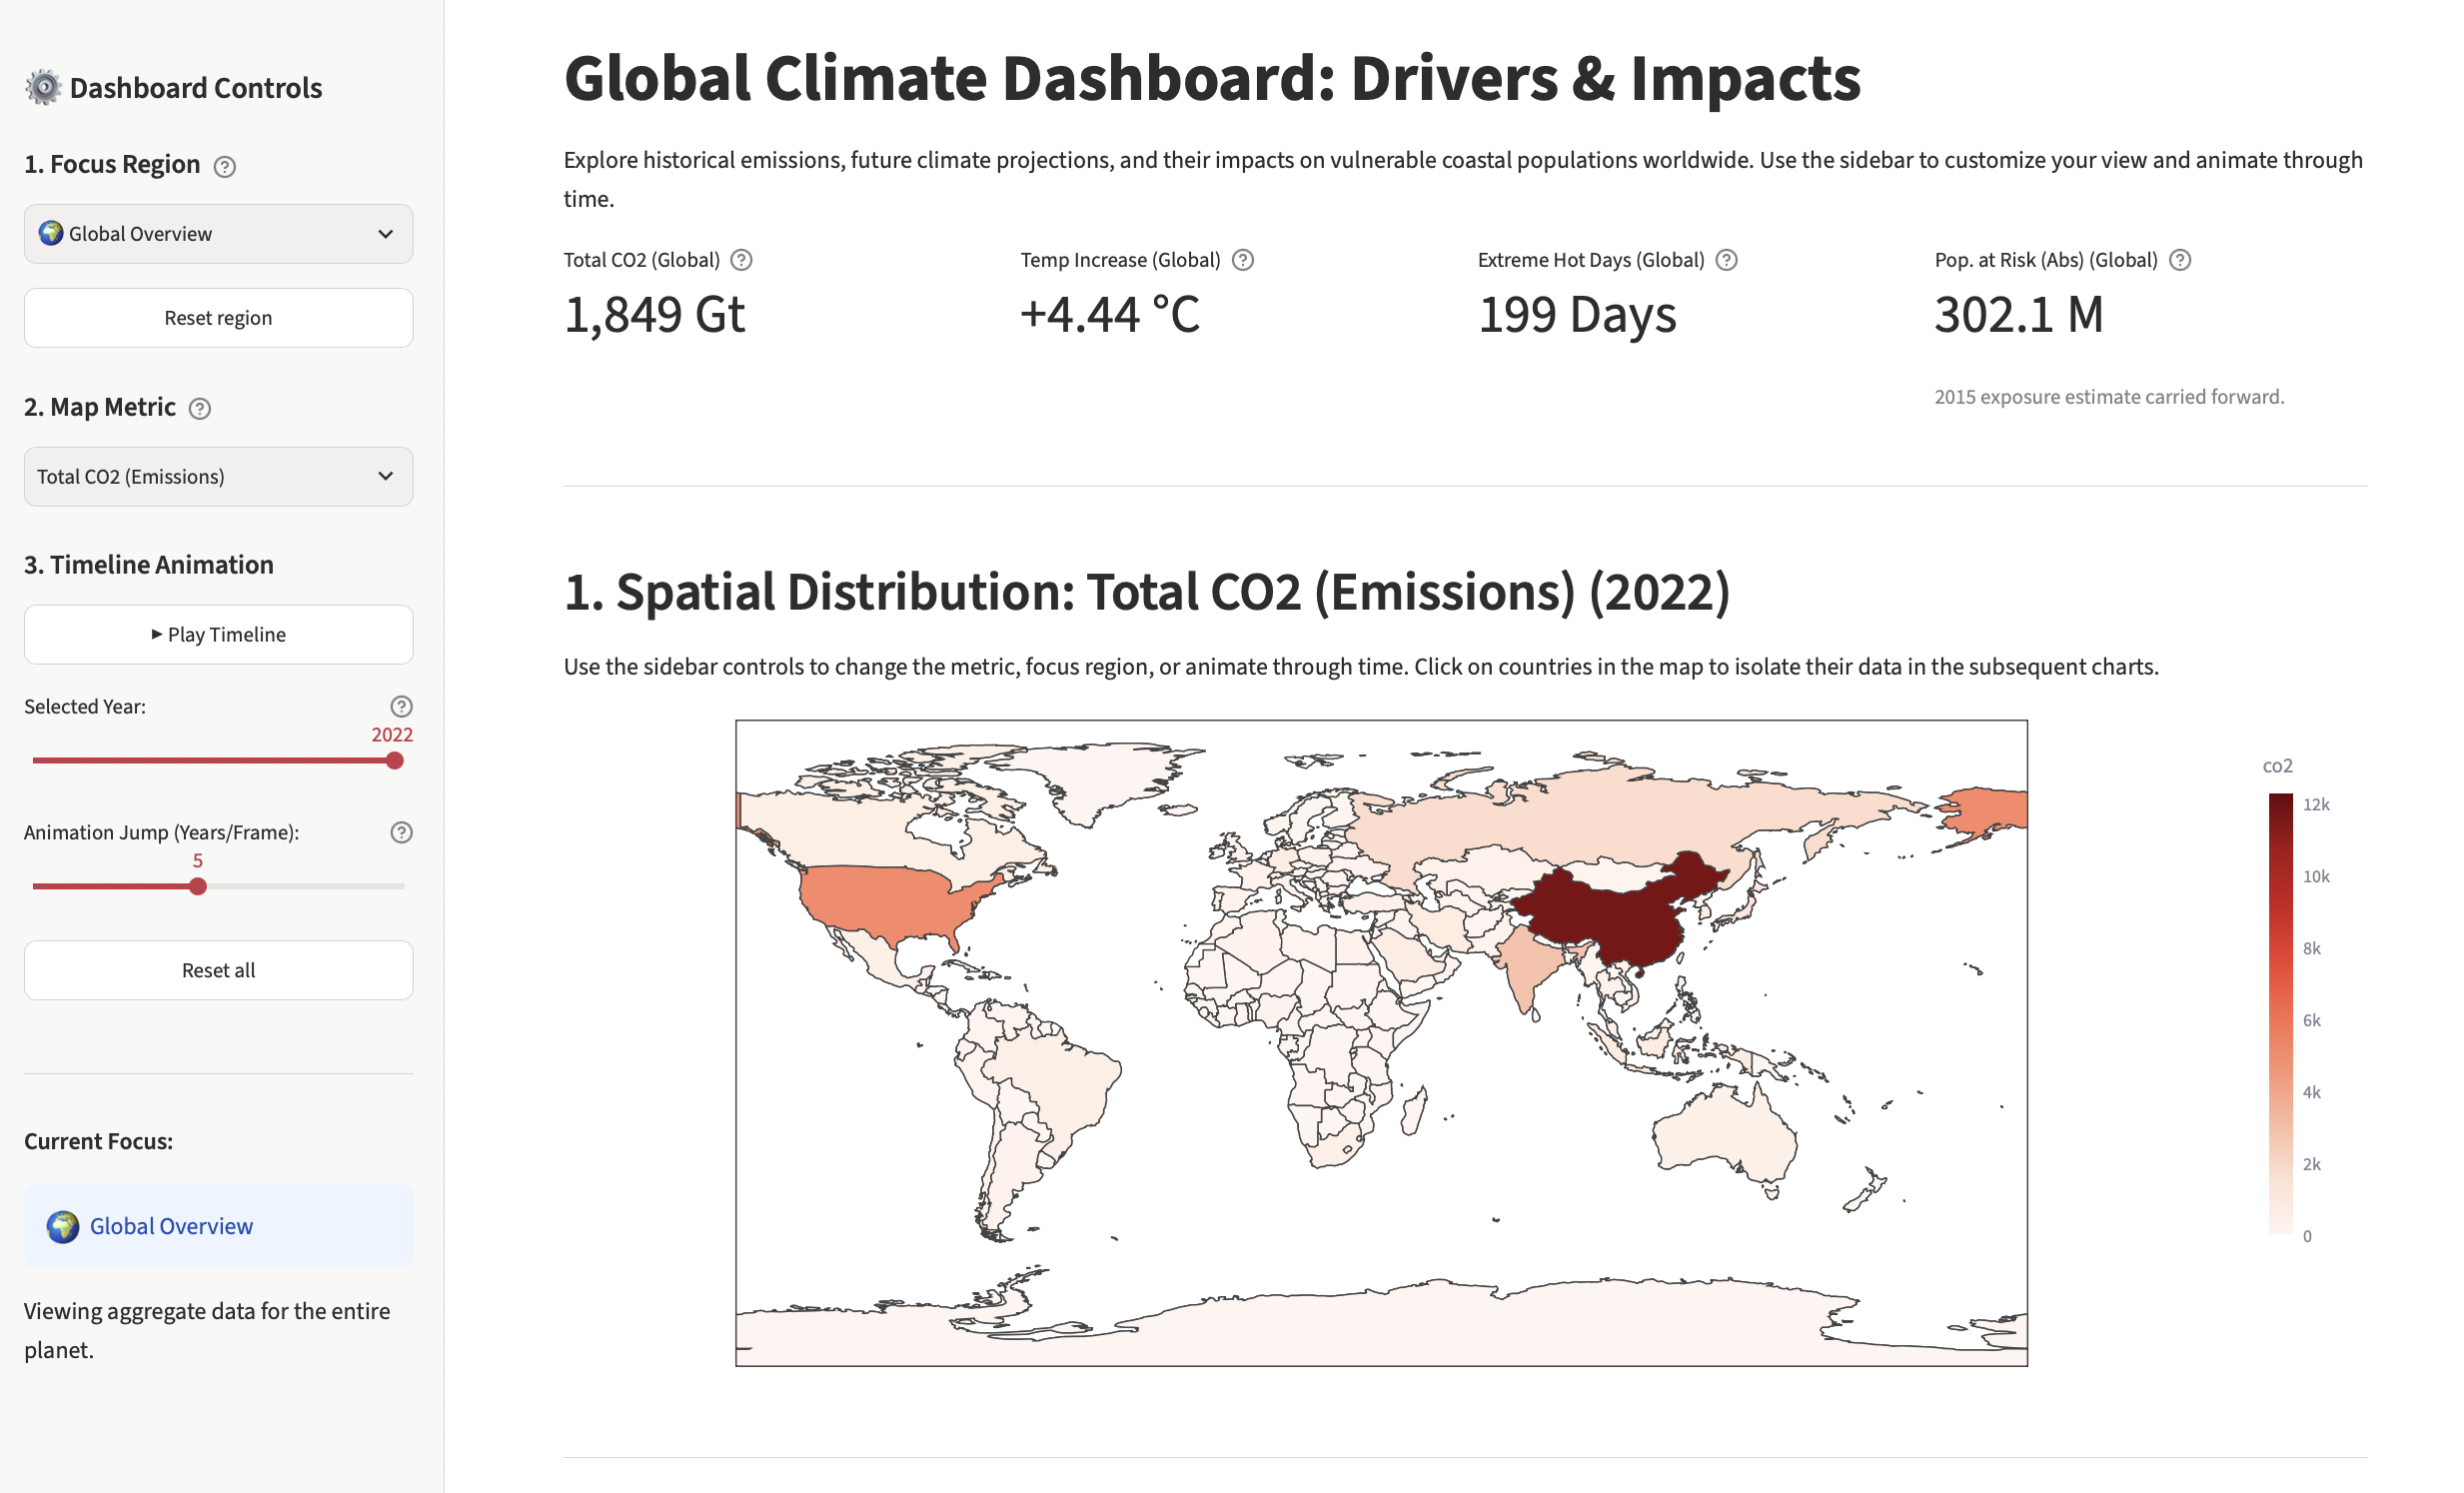 Dashboard Controls
1. Focus Region
Global Overview
Reset region
2. Map Metric
Total CO2 (Emissions)
3. Timeline Animation
Play Timeline
Selected Year:
2022
Animation Jump (Years/Frame):
5
Reset all
Current Focus:
Global Overview
Viewing aggregate data for the entire
planet.
Global Climate Dashboard: Drivers & Impacts
Explore historical emissions, future climate projections, and their impacts on vulnerable coastal populations worldwide. Use the sidebar to customize your view and animate through
time.
Total CO2 (Global)
1,849 Gt
Temp Increase (Global)
+4.44 °C
Extreme Hot Days (Global)
199 Days
Pop. at Risk (Abs) (Global)
302.1 M
2015 exposure estimate carried forward.
1. Spatial Distribution: Total CO2 (Emissions) (2022)
Use the sidebar controls to change the metric, focus region, or animate through time. Click on countries in the map to isolate their data in the subsequent charts.
co2
12k
10k
8k
6k
4k
2k
0